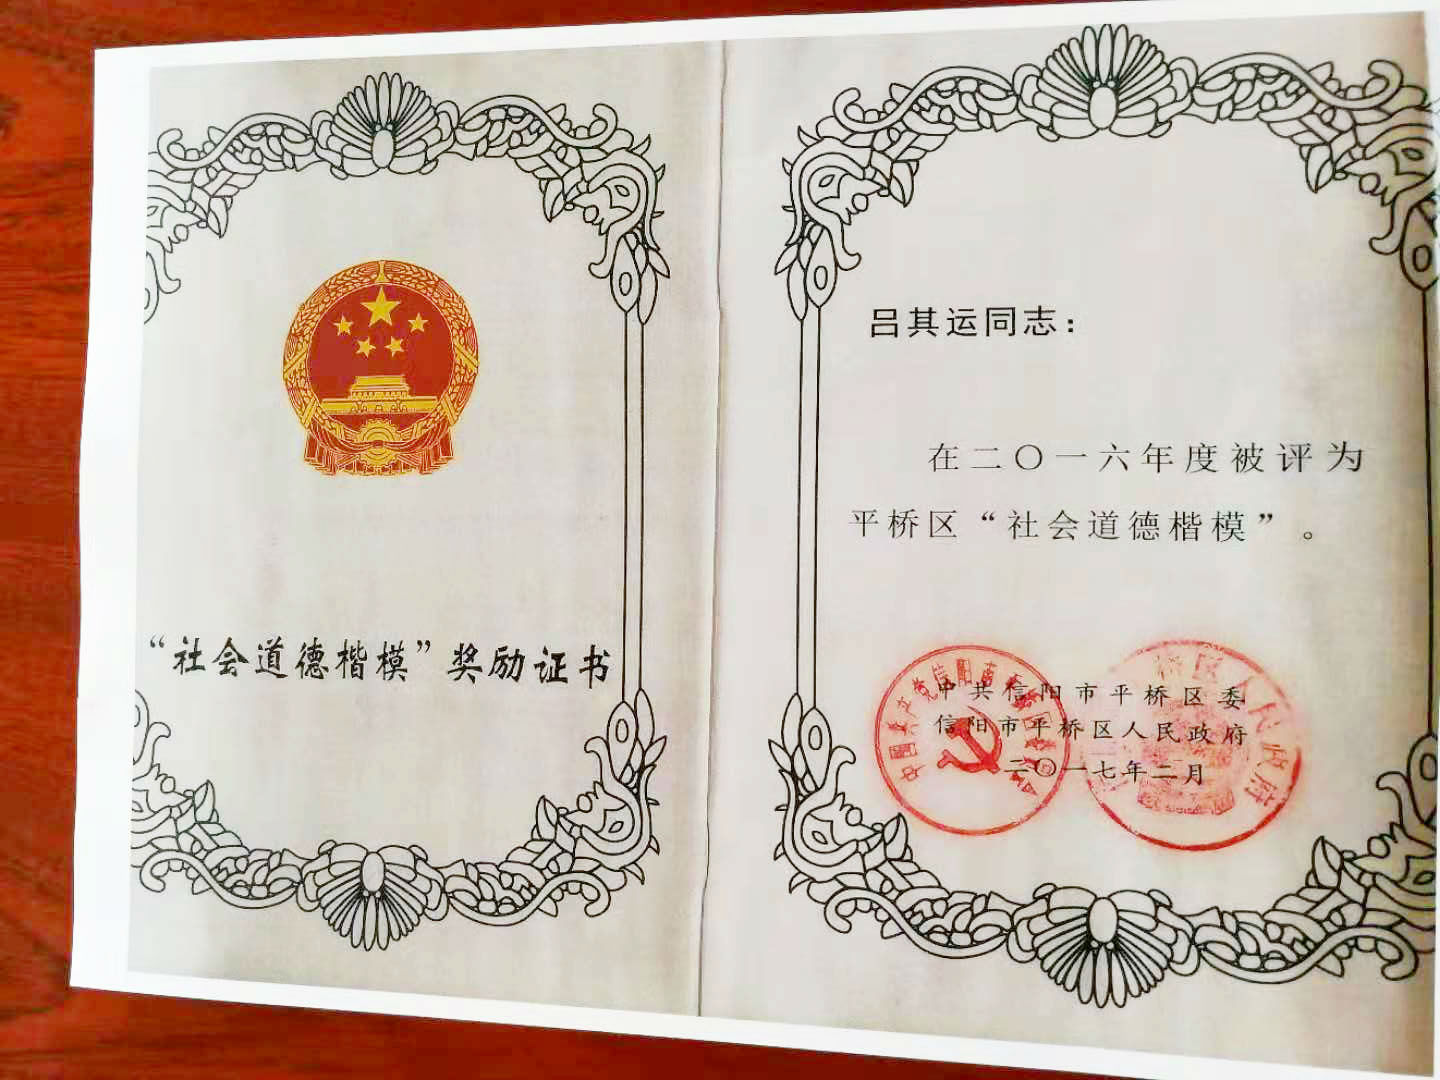 “社会道德楷模”奖励证书
吕其运同志：
在二〇一六年度被评为
平桥区“社会道德楷模”。
中共信阳市平桥区委
信阳市平桥区人民政府
二〇一七年二月